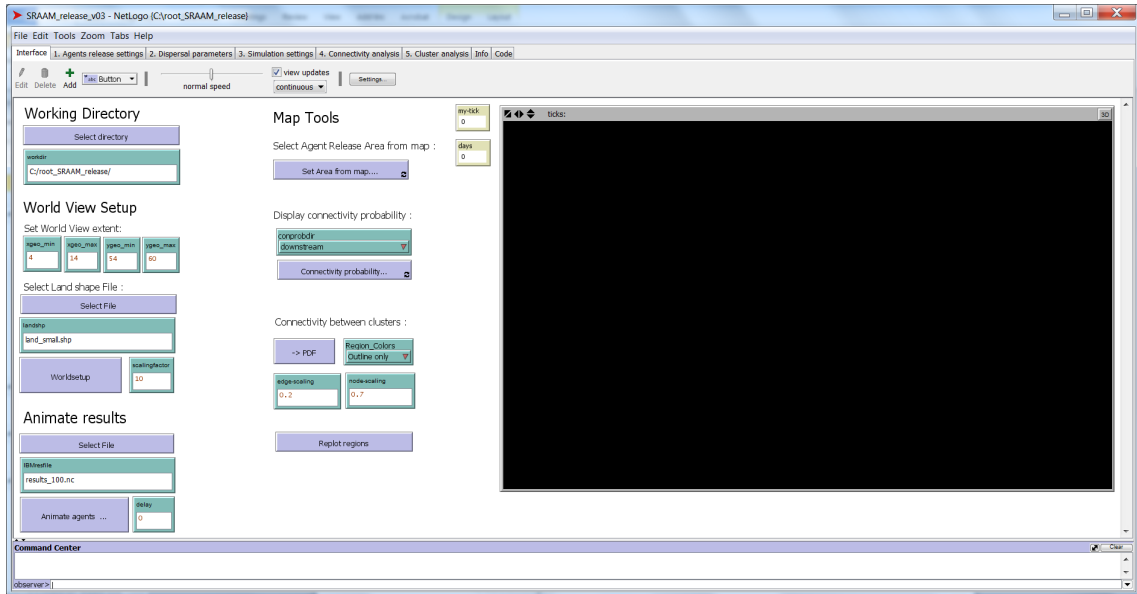 SRAAM_release_v03 - NetLogo {C:\root_SRAAM_release}
File Edit Tools Zoom Tabs Help
Interface 1. Agents release settings 2. Dispersal parameters 3. Simulation settings 4. Connectivity analysis 5. Cluster analysis Info Code
Edit Delete Add abc Button normal speed view updates continuous Settings...
Working Directory
Select directory
workdir
C:/root_SRAAM_release/
World View Setup
Set World View extent:
xgeo_min xgeo_max ygeo_min ygeo_max
4 14 54 60
Select Land shape File :
Select File
landshp
land_small.shp
Worldsetup
scalingfactor
10
Animate results
Select File
IBMresfile
results_100.nc
Animate agents ...
delay
0
Map Tools
Select Agent Release Area from map :
Set Area from map....
Display connectivity probability :
conprobdir
downstream
Connectivity probability...
Connectivity between clusters :
-> PDF
Region_Colors
Outline only
edge-scaling node-scaling
0.2 0.7
Replot regions
my-tick
0
days
0
ticks:
3D
Command Center
Clear
observer>